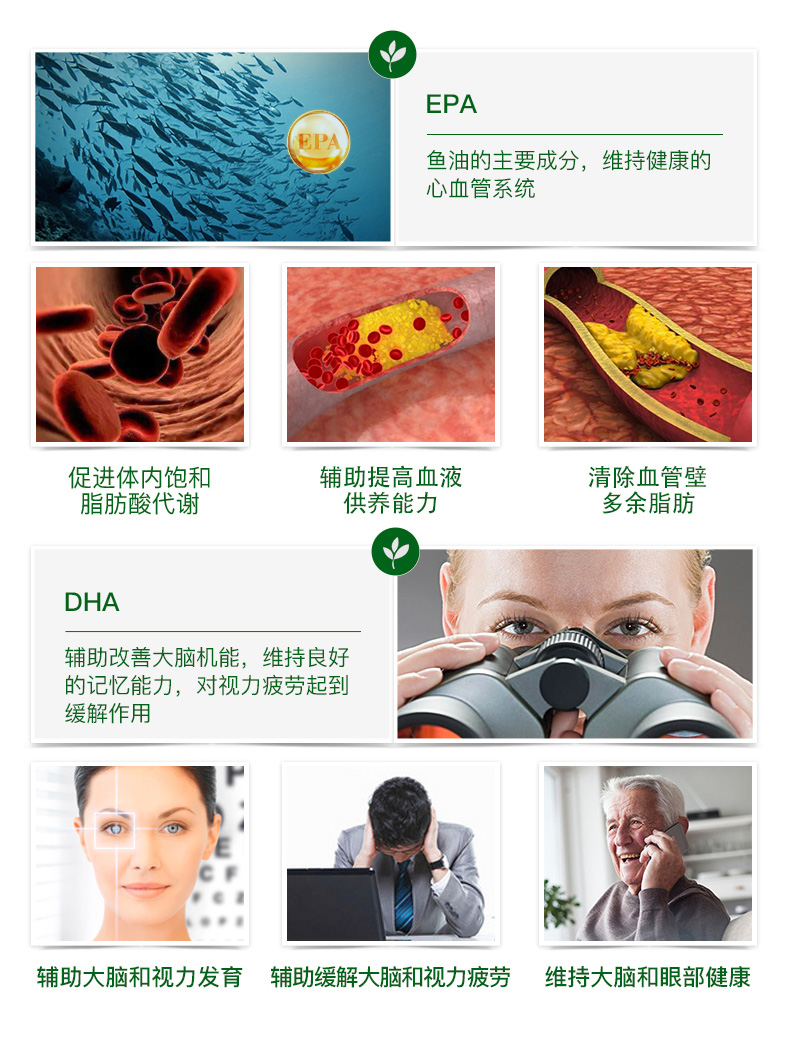 EPA
EPA
鱼油的主要成分，维持健康的
心血管系统
促进体内饱和
脂肪酸代谢
辅助提高血液
供养能力
清除血管壁
多余脂肪
DHA
辅助改善大脑机能，维持良好
的记忆能力，对视力疲劳起到
缓解作用
辅助大脑和视力发育
辅助缓解大脑和视力疲劳
维持大脑和眼部健康